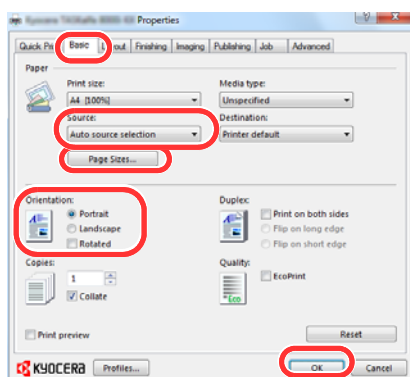 Properties
Quick Pri Basic L out Finishing Imaging Publishing Job Advanced
Paper
Print size: Media type:
A4 [100%] Unspecified
Source: Destination:
Auto source selection Printer default
Page Sizes...
Orientation: Duplex:
Portrait Print on both sides
Landscape Flip on long edge
Rotated Flip on short edge
Copies: Quality:
1 EcoPrint
Collate Eco
Print preview Reset
KYOCERA Profiles... OK Cancel